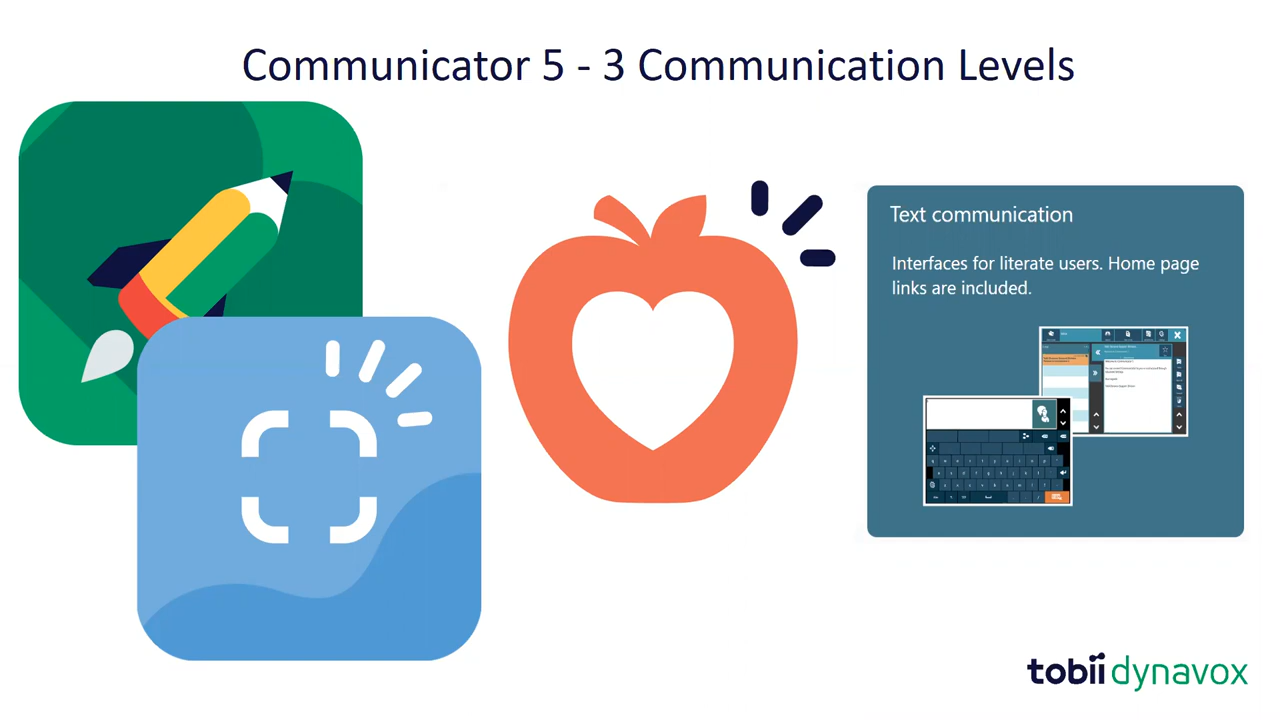 Communicator 5 - 3 Communication Levels
Text communication
Interfaces for literate users. Home page
links are included.
tobii dynavox